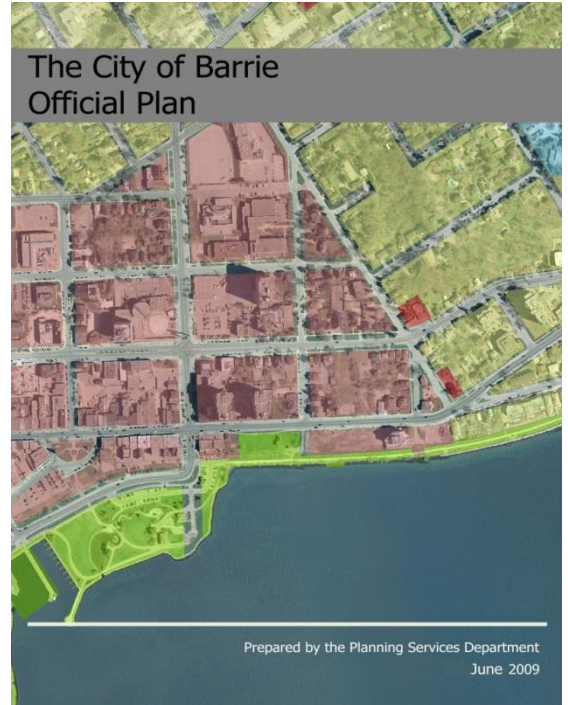 The City of Barrie
Official Plan
Prepared by the Planning Services Department
June 2009